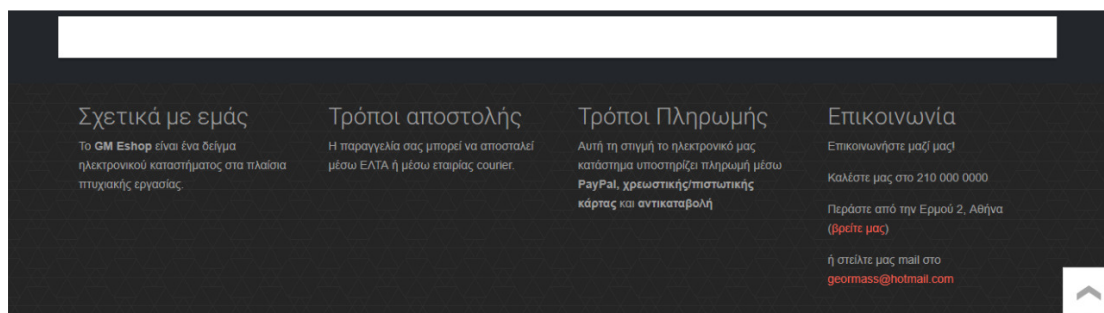 Σχετικά με εμάς
Το GM Eshop είναι ένα δείγμα
ηλεκτρονικού καταστήματος στα πλαίσια
πτυχιακής εργασίας.
Τρόποι αποστολής
Η παραγγελία σας μπορεί να αποσταλεί
μέσω ΕΛΤΑ ή μέσω εταιρίας courier.
Τρόποι Πληρωμής
Αυτή τη στιγμή το ηλεκτρονικό μας
κατάστημα υποστηρίζει πληρωμή μέσω
PayPal, χρεωστικής/πιστωτικής
κάρτας και αντικαταβολή
Επικοινωνία
Επικοινωνήστε μαζί μας!
Καλέστε μας στο 210 000 0000
Περάστε από την Ερμού 2, Αθήνα
(βρείτε μας)
ή στείλτε μας mail στο
geormass@hotmail.com